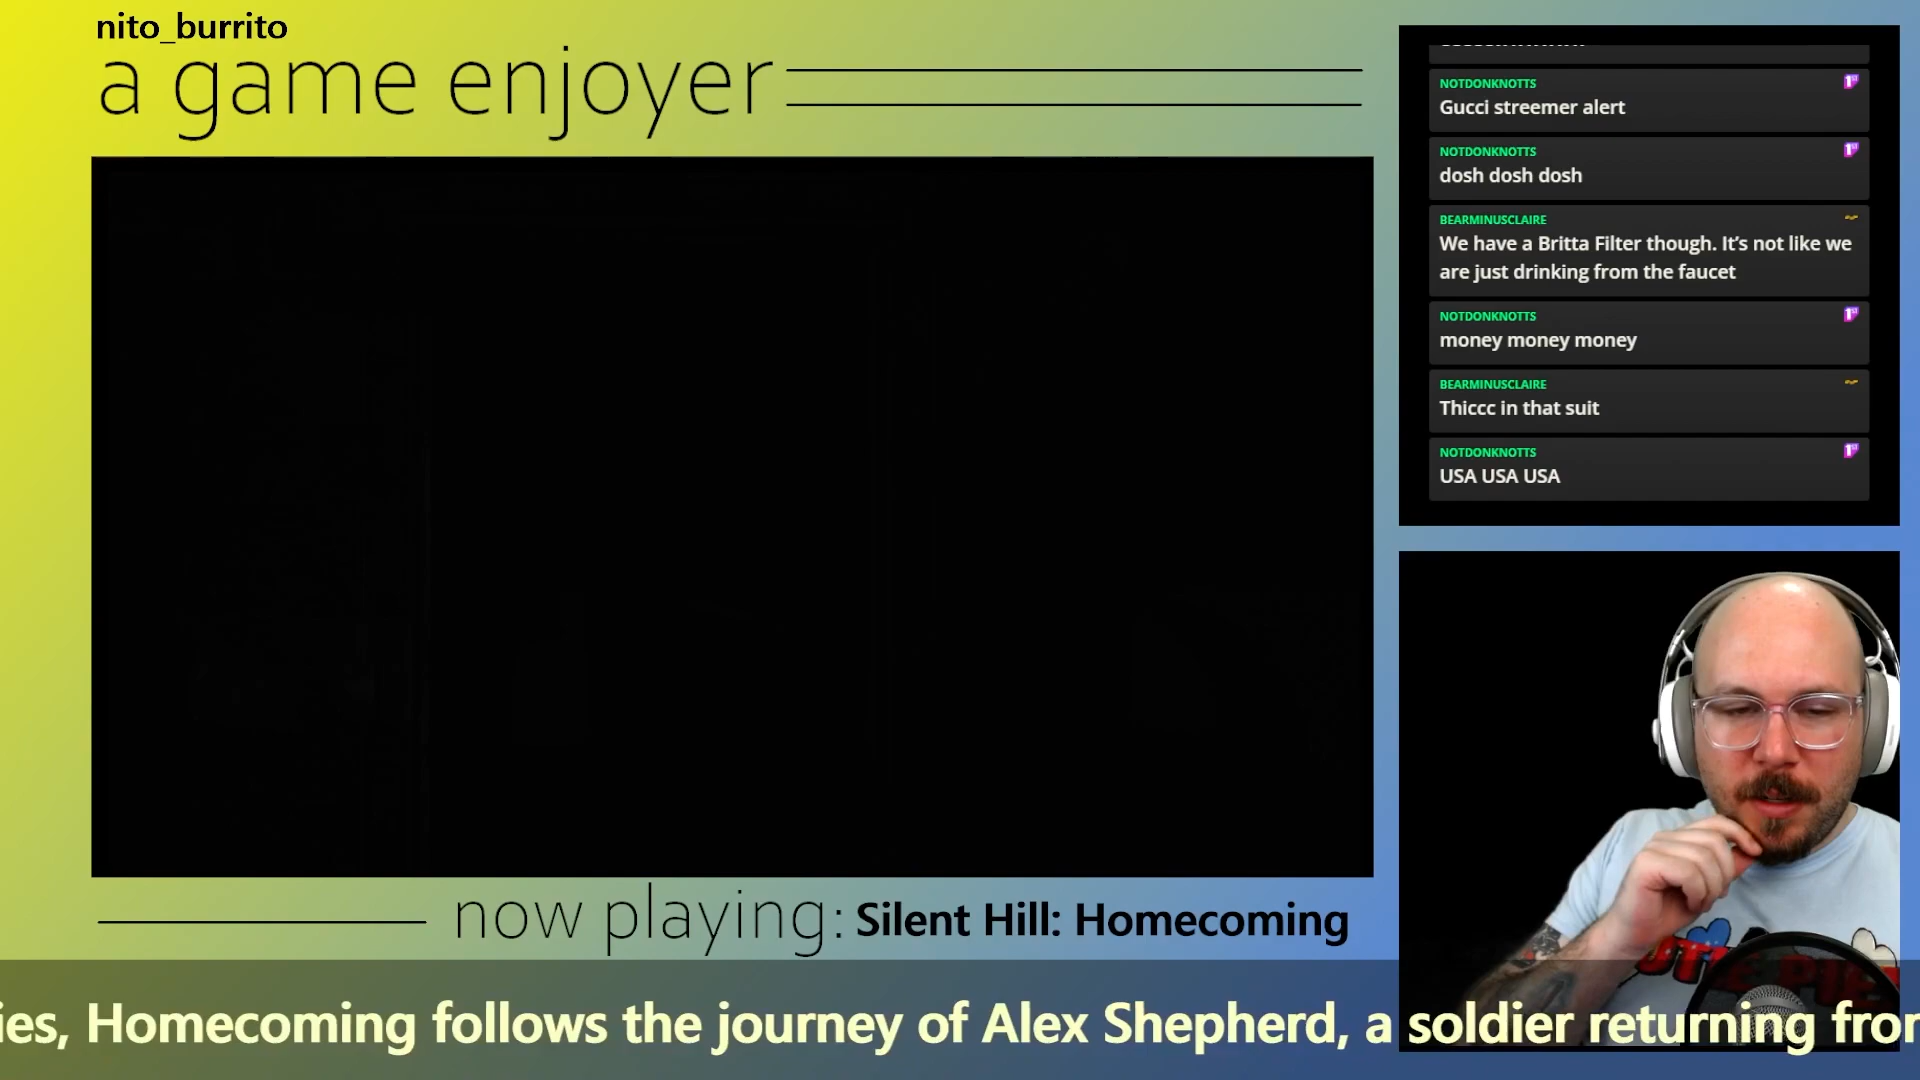 nito_burrito
a game enjoyer
NOTDONKNOTTS
Gucci streemer alert
NOTDONKNOTTS
dosh dosh dosh
BEARMINUSCLAIRE
We have a Britta Filter though. It's not like we
are just drinking from the faucet
NOTDONKNOTTS
money money money
BEARMINUSCLAIRE
Thiccc in that suit
NOTDONKNOTTS
USA USA USA
now playing: Silent Hill: Homecoming
ies, Homecoming follows the journey of Alex Shepherd, a soldier returning fror